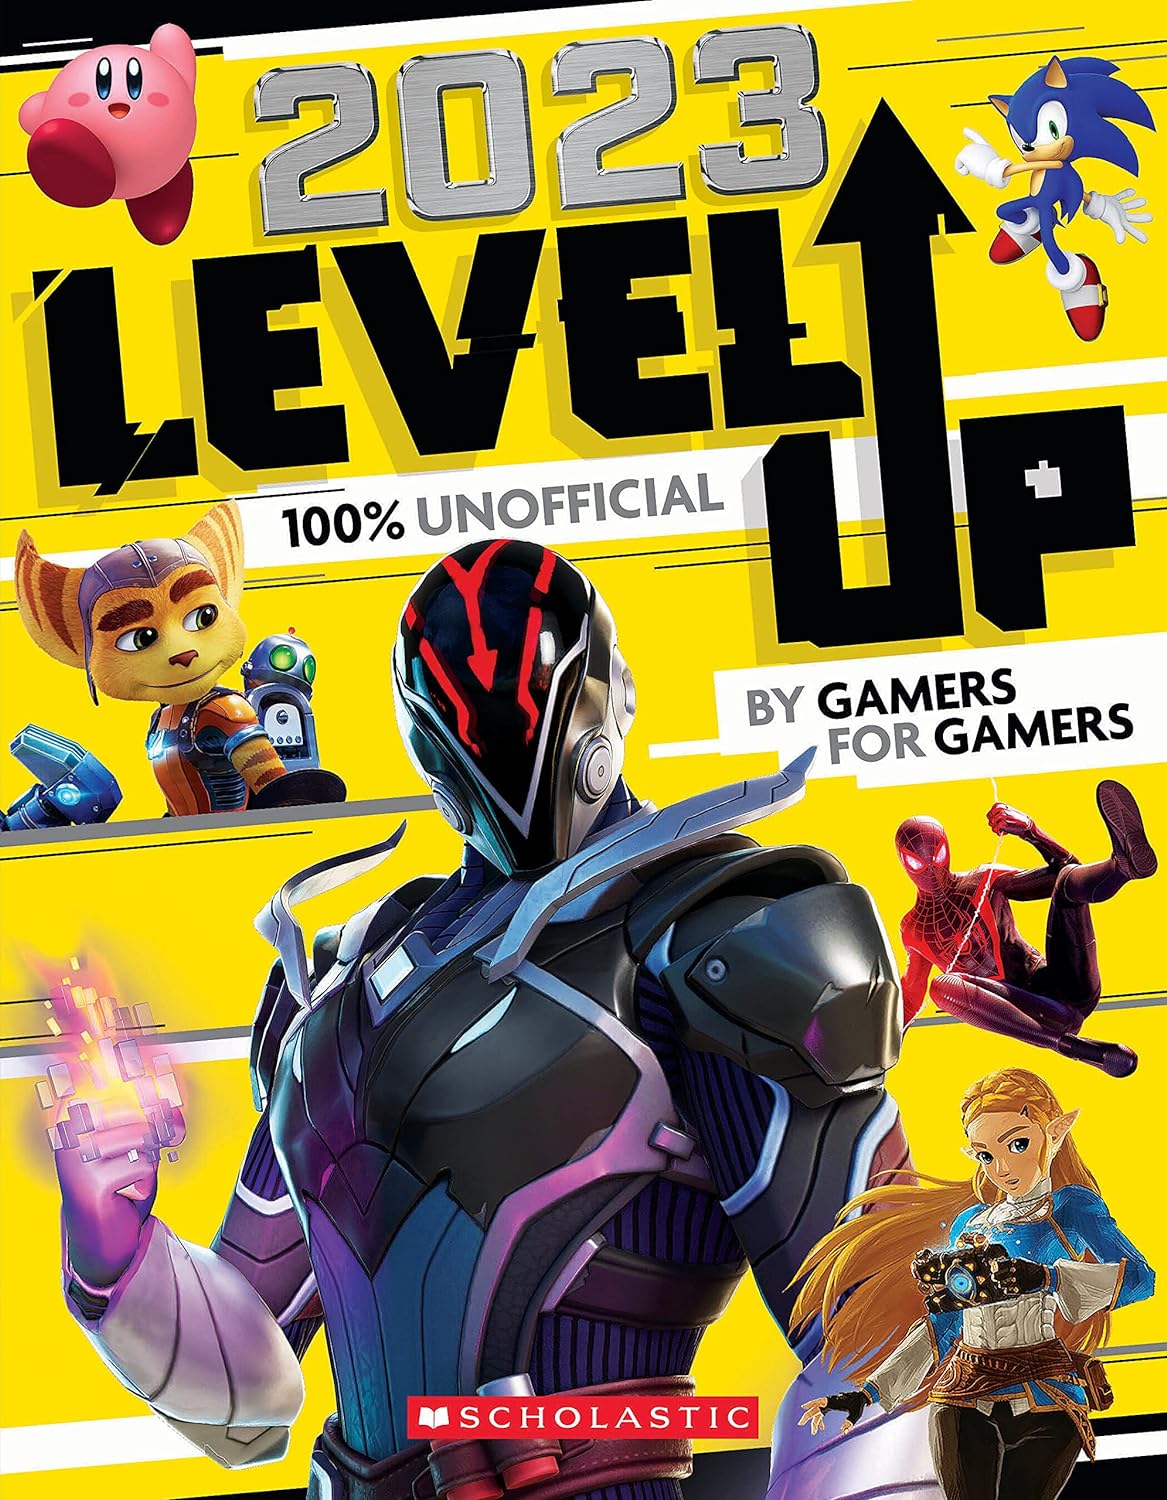 2023
LEVEL
UP
100% UNOFFICIAL
BY GAMERS
FOR GAMERS
SCHOLASTIC